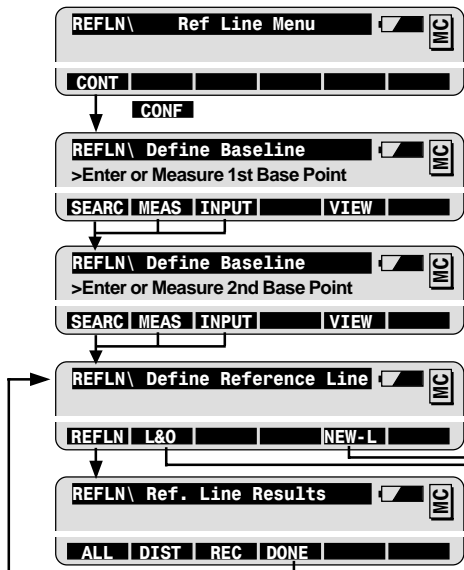 REFLN\ Ref Line Menu
MC
CONT
CONF
REFLN\ Define Baseline
MC
>Enter or Measure 1st Base Point
SEARC MEAS INPUT VIEW
REFLN\ Define Baseline
MC
>Enter or Measure 2nd Base Point
SEARC MEAS INPUT VIEW
REFLN\ Define Reference Line
MC
REFLN L&O NEW-L
REFLN\ Ref. Line Results
MC
ALL DIST REC DONE